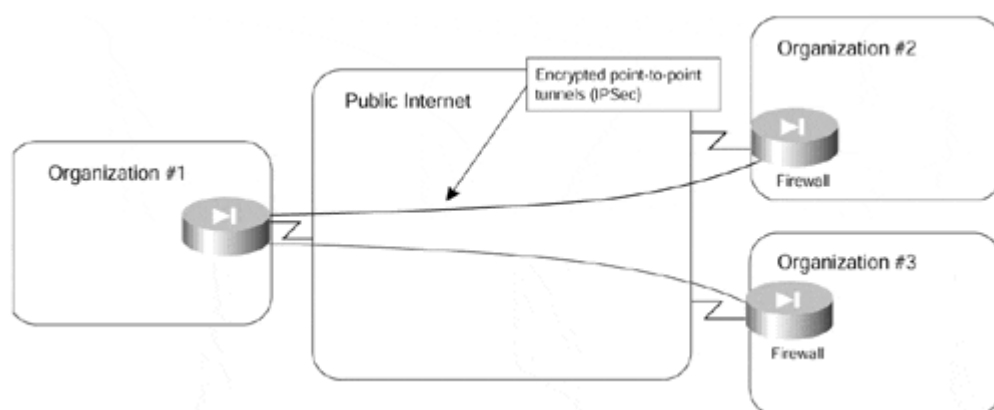 Organization #2
Encrypted point-to-point
tunnels (IPSec)
Public Internet
Organization #1
Firewall
Organization #3
Firewall